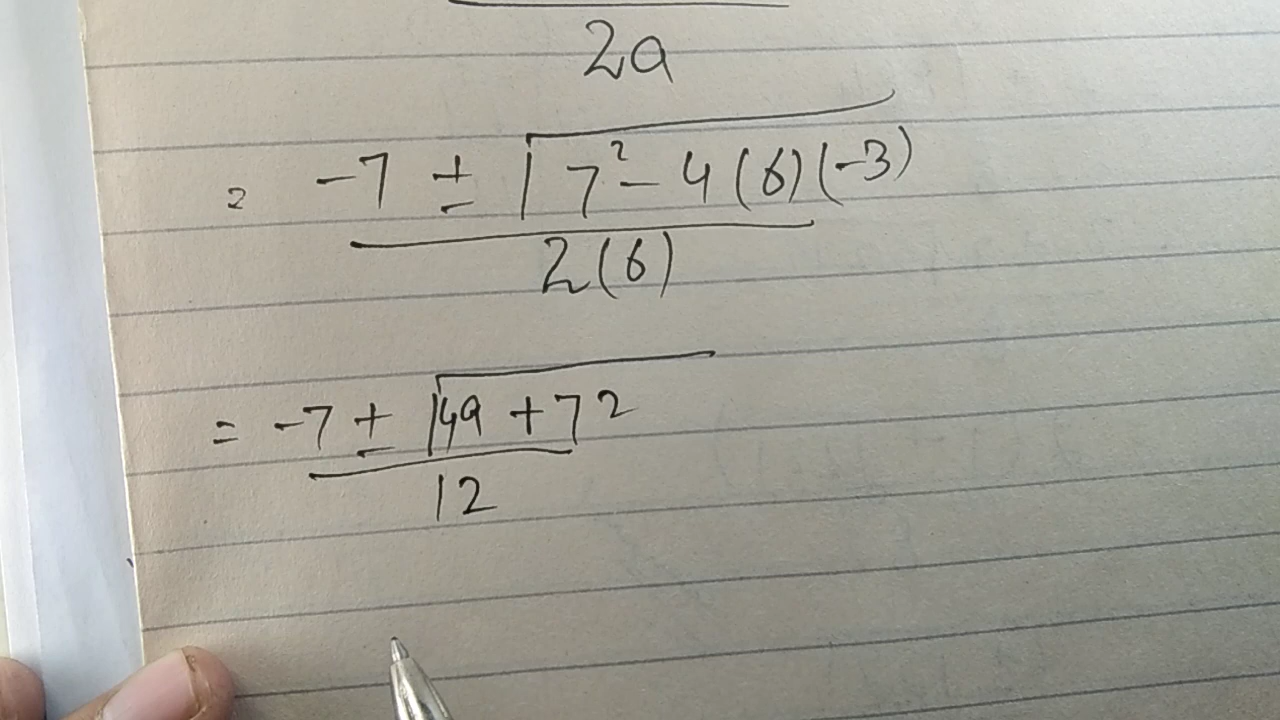 2a
= -7 ± √7² - 4(6)(-3)
2(6)
= -7 ± √49 + 72
12